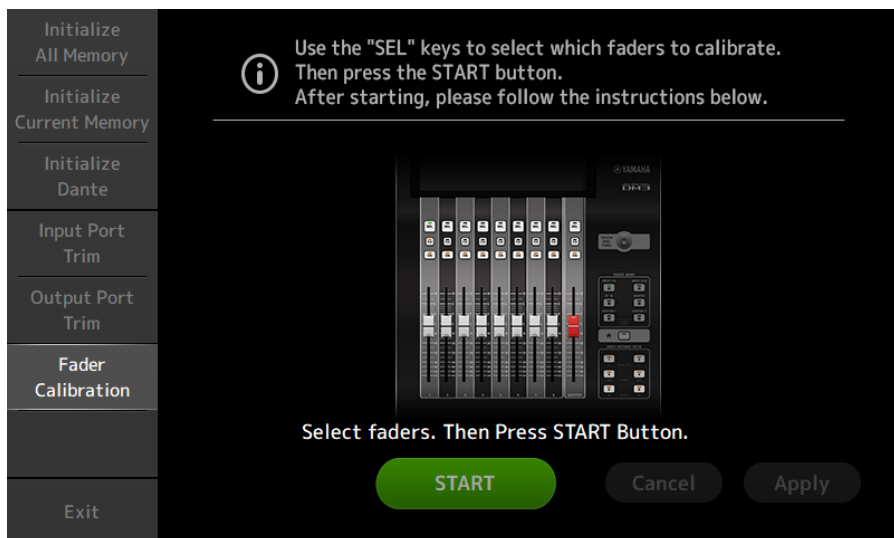 Initialize
All Memory
Initialize
Current Memory
Initialize
Dante
Input Port
Trim
Output Port
Trim
Fader
Calibration
Exit
Use the "SEL" keys to select which faders to calibrate.
Then press the START button.
After starting, please follow the instructions below.
YAMAHA
DM3
Select faders. Then Press START Button.
START
Cancel
Apply